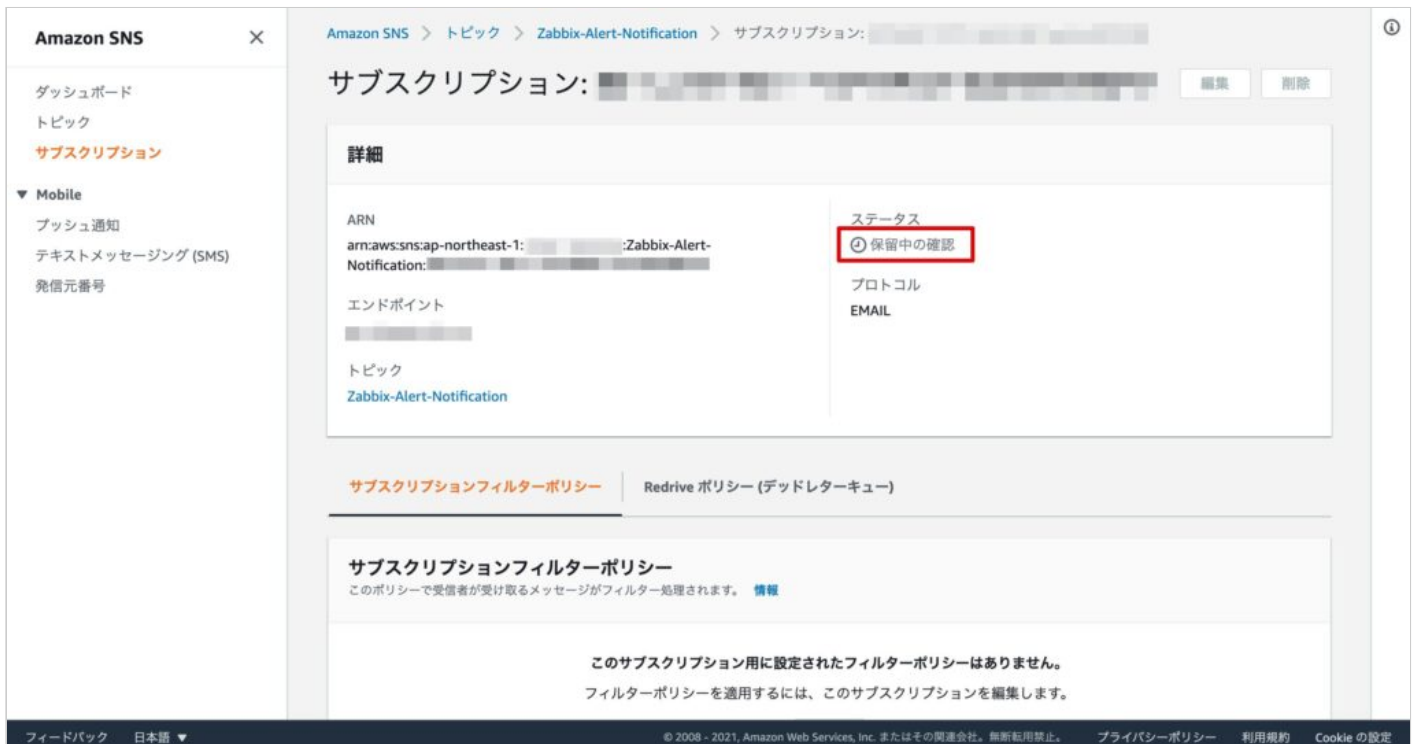 Amazon SNS
ダッシュボード
トピック
サブスクリプション
Mobile
プッシュ通知
テキストメッセージング (SMS)
発信元番号
Amazon SNS > トピック > Zabbix-Alert-Notification > サブスクリプション:
サブスクリプション:
編集
削除
詳細
ARN
arn:aws:sns:ap-northeast-1: :Zabbix-Alert-
Notification:
エンドポイント
トピック
Zabbix-Alert-Notification
ステータス
保留中の確認
プロトコル
EMAIL
サブスクリプションフィルターポリシー
Redrive ポリシー (デッドレターキュー)
サブスクリプションフィルターポリシー
このポリシーで受信者が受け取るメッセージがフィルター処理されます。 情報
このサブスクリプション用に設定されたフィルターポリシーはありません。
フィルターポリシーを適用するには、このサブスクリプションを編集します。
フィードバック 日本語 ▼ © 2008 - 2021, Amazon Web Services, Inc. またはその関連会社。無断転用禁止。 プライバシーポリシー 利用規約 Cookie の設定